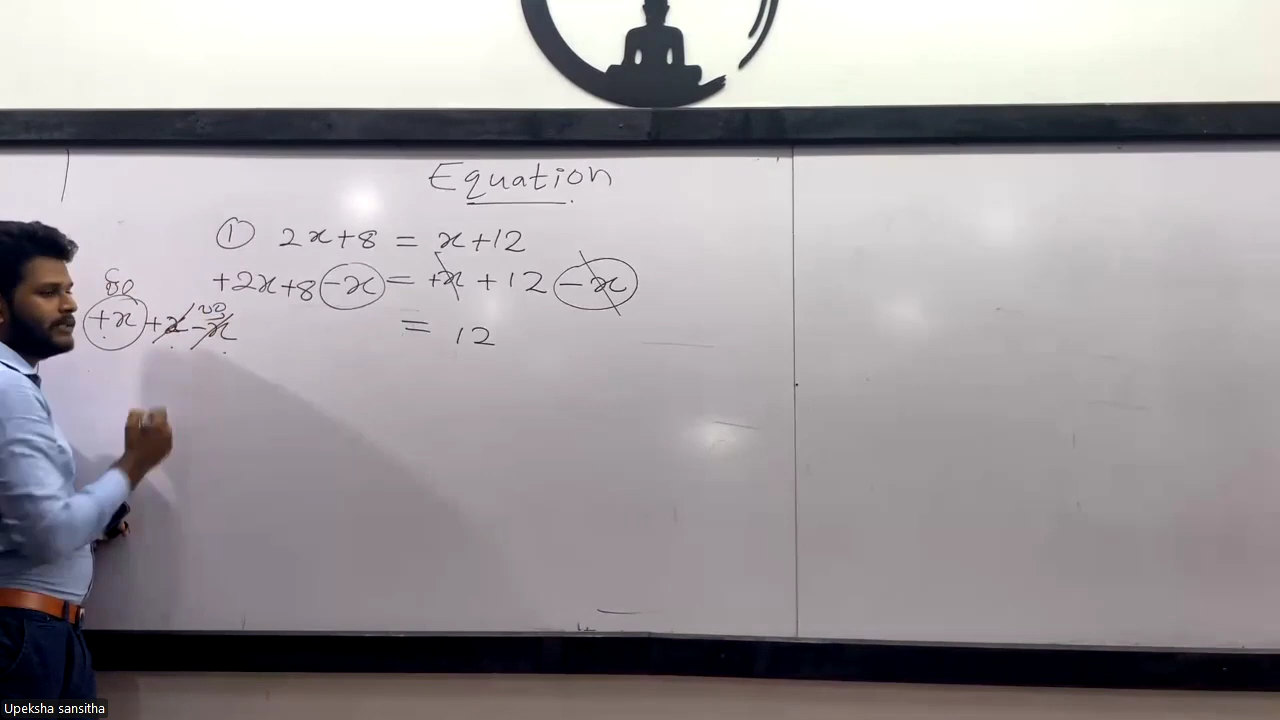 Equation
① 2x+8 = x+12
+2x+8 -x = +x + 12 -x
+x +x -x
= 12
Upeksha sansitha